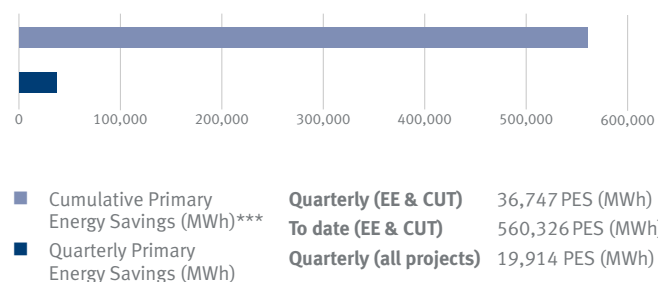 0 100,000 200,000 300,000 400,000 500,000 600,000
Cumulative Primary
Energy Savings (MWh)***
Quarterly Primary
Energy Savings (MWh)
Quarterly (EE & CUT) 36,747 PES (MWh)
To date (EE & CUT) 560,326 PES (MWh)
Quarterly (all projects) 19,914 PES (MWh)